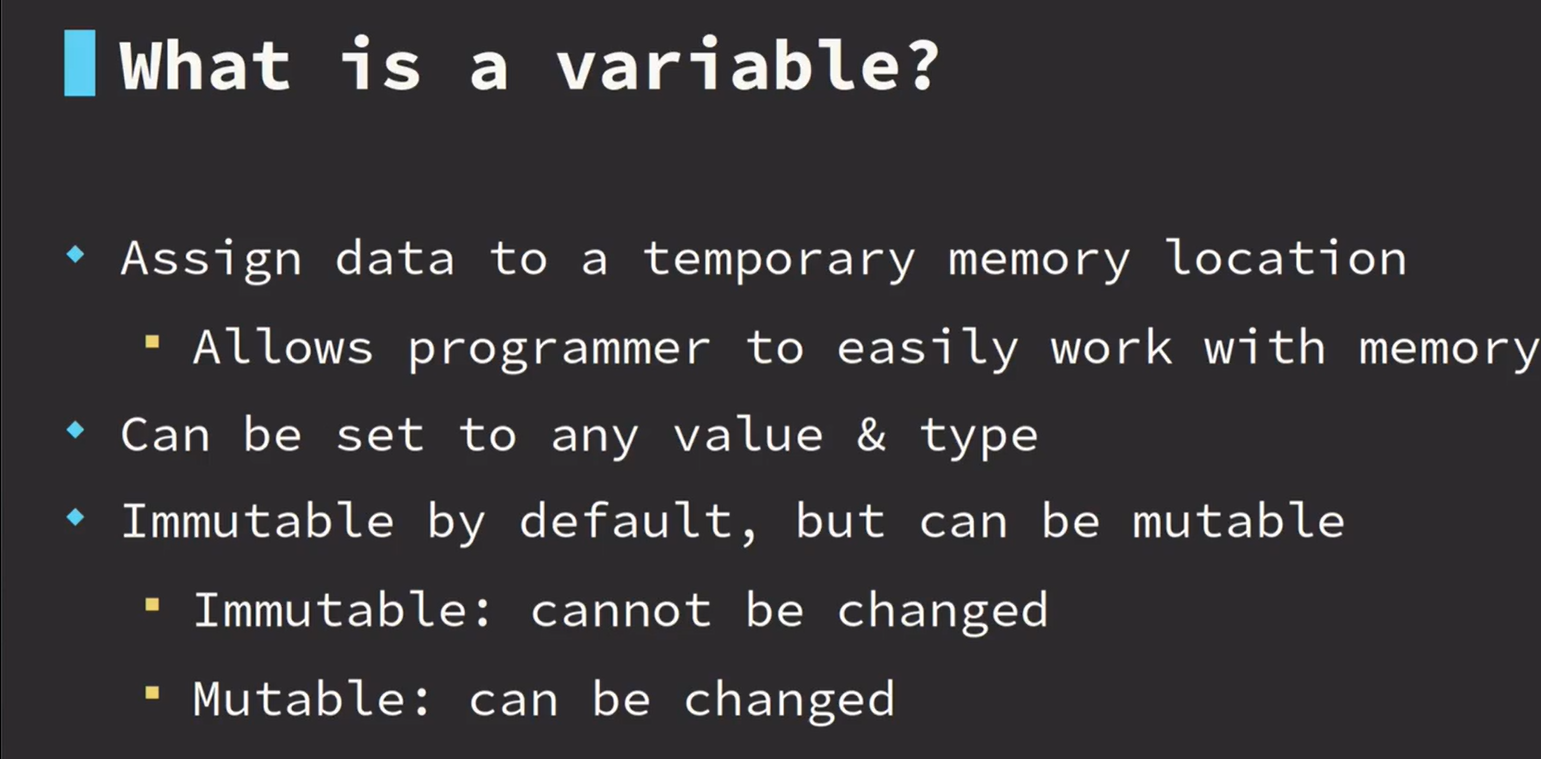 What is a variable?
Assign data to a temporary memory location
Allows programmer to easily work with memory
Can be set to any value & type
Immutable by default, but can be mutable
Immutable: cannot be changed
Mutable: can be changed